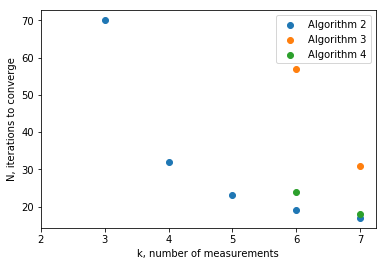 70
60
50
40
30
20
N, iterations to converge
2 3 4 5 6 7
k, number of measurements
Algorithm 2
Algorithm 3
Algorithm 4